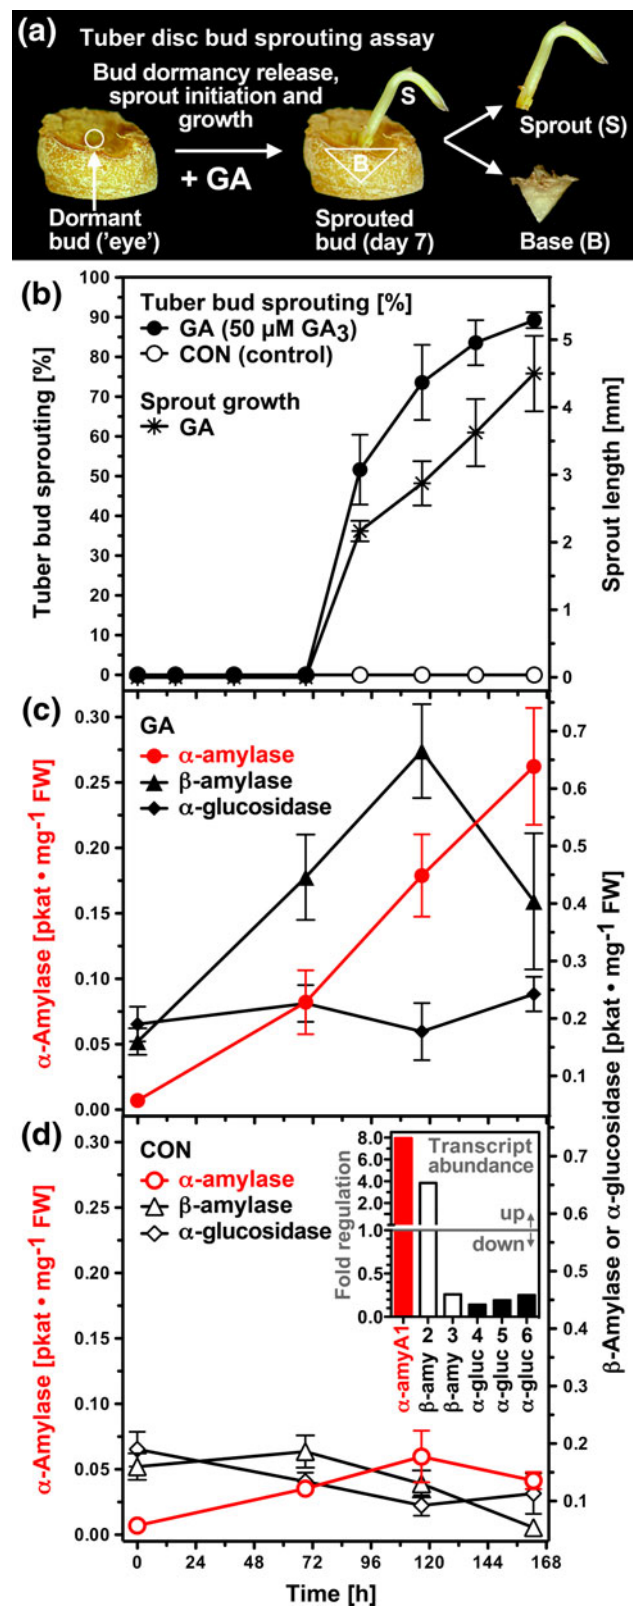 (a) Tuber disc bud sprouting assay
Bud dormancy release,
sprout initiation and
growth
+ GA
S
B
Dormant
bud ('eye')
Sprouted
bud (day 7)
Sprout (S)
Base (B)
(b)
Tuber bud sprouting [%]
GA (50 µM GA3)
CON (control)
Sprout growth
GA
Tuber bud sprouting [%]
100
90
80
70
60
50
40
30
20
10
0
Sprout length [mm]
5
4
3
2
1
0
(c)
GA
α-amylase
β-amylase
α-glucosidase
α-Amylase [pkat • mg-1 FW]
0.30
0.25
0.20
0.15
0.10
0.05
0.00
0.7
0.6
0.5
0.4
0.3
0.2
0.1
β-Amylase or α-glucosidase [pkat • mg-1 FW]
(d)
CON
α-amylase
β-amylase
α-glucosidase
α-Amylase [pkat • mg-1 FW]
0.30
0.25
0.20
0.15
0.10
0.05
0.00
0.7
0.6
0.5
0.4
0.3
0.2
0.1
Transcript
abundance
up
down
Fold regulation
8.0
6.0
4.0
2.0
1.0
0.5
0.0
α-amyA1
β-amy 2
β-amy 3
α-gluc 4
α-gluc 5
α-gluc 6
0 24 48 72 96 120 144 168
Time [h]